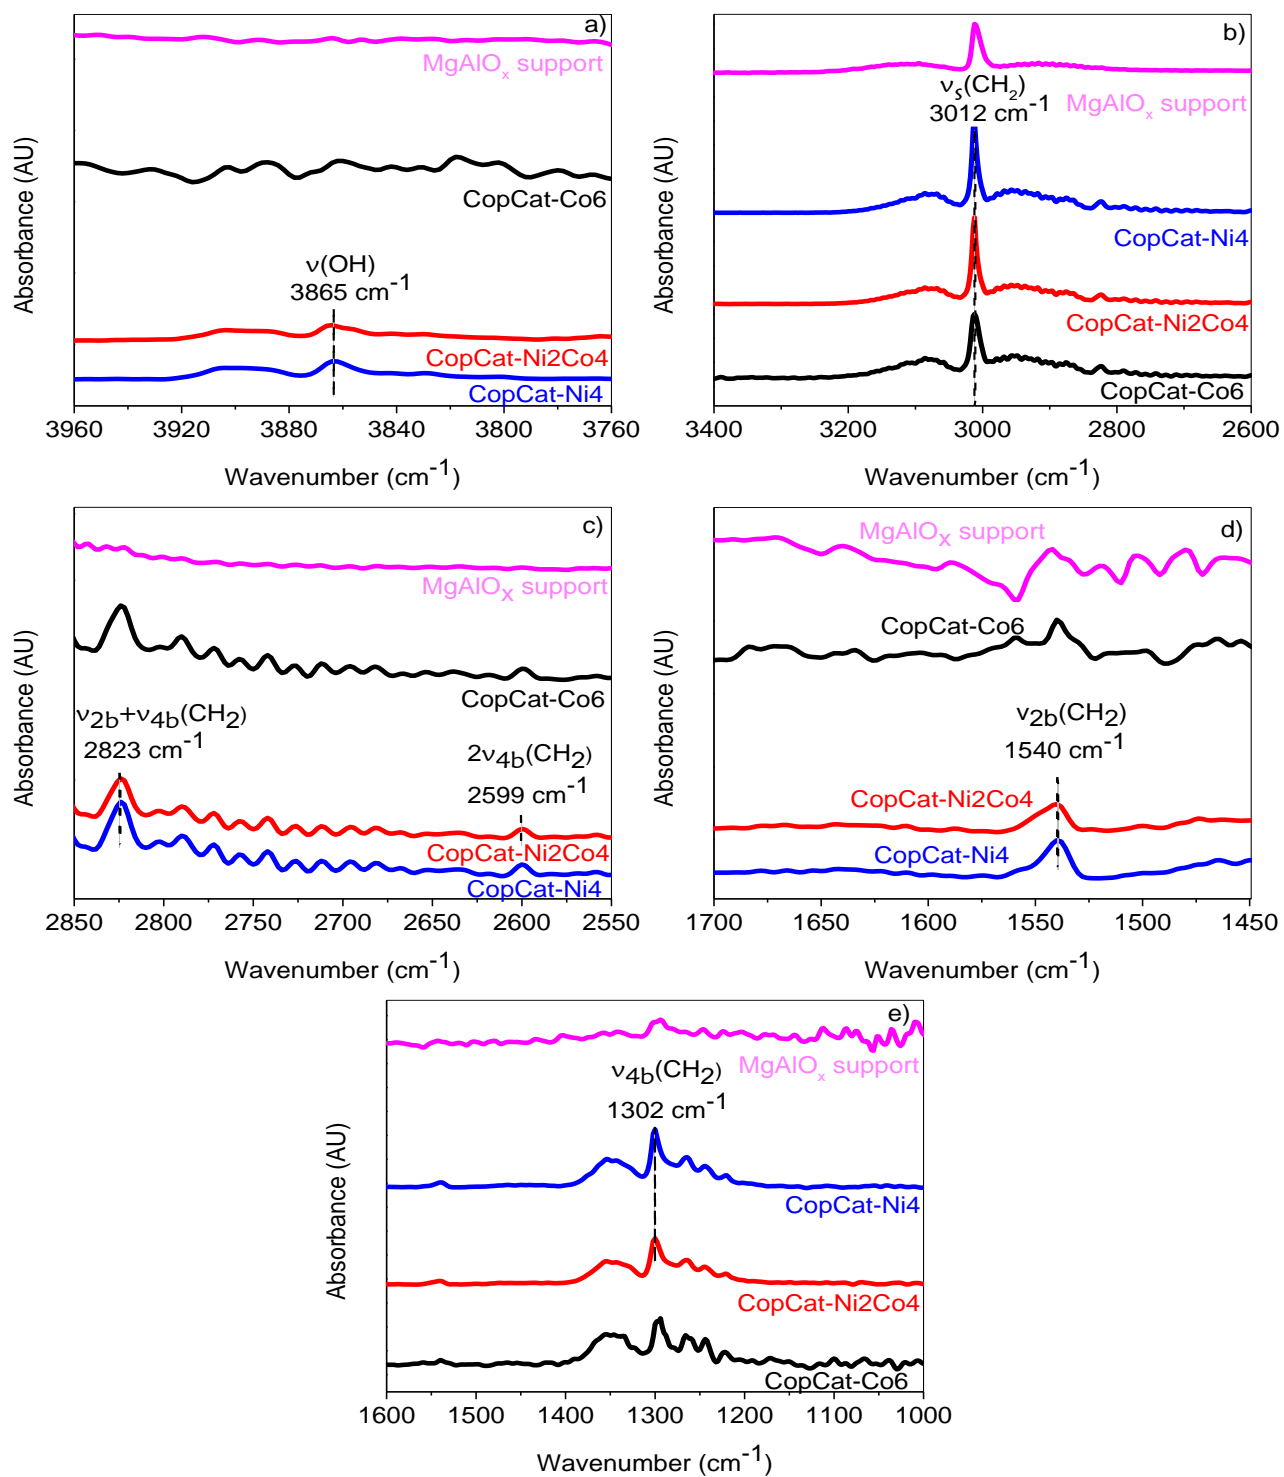 a)
MgAlOₓ support
CopCat-Co6
ν(OH)
3865 cm⁻¹
CopCat-Ni2Co4
CopCat-Ni4
Absorbance (AU)
3960 3920 3880 3840 3800 3760
Wavenumber (cm⁻¹)
b)
νₛ(CH₂)
3012 cm⁻¹
MgAlOₓ support
CopCat-Ni4
CopCat-Ni2Co4
CopCat-Co6
Absorbance (AU)
3400 3200 3000 2800 2600
Wavenumber (cm⁻¹)
c)
MgAlOₓ support
CopCat-Co6
ν2b+ν4b(CH₂)
2823 cm⁻¹
2ν4b(CH₂)
2599 cm⁻¹
CopCat-Ni2Co4
CopCat-Ni4
Absorbance (AU)
2850 2800 2750 2700 2650 2600 2550
Wavenumber (cm⁻¹)
d)
MgAlOₓ support
CopCat-Co6
ν2b(CH₂)
1540 cm⁻¹
CopCat-Ni2Co4
CopCat-Ni4
Absorbance (AU)
1700 1650 1600 1550 1500 1450
Wavenumber (cm⁻¹)
e)
MgAlOₓ support
ν4b(CH₂)
1302 cm⁻¹
CopCat-Ni4
CopCat-Ni2Co4
CopCat-Co6
Absorbance (AU)
1600 1500 1400 1300 1200 1100 1000
Wavenumber (cm⁻¹)